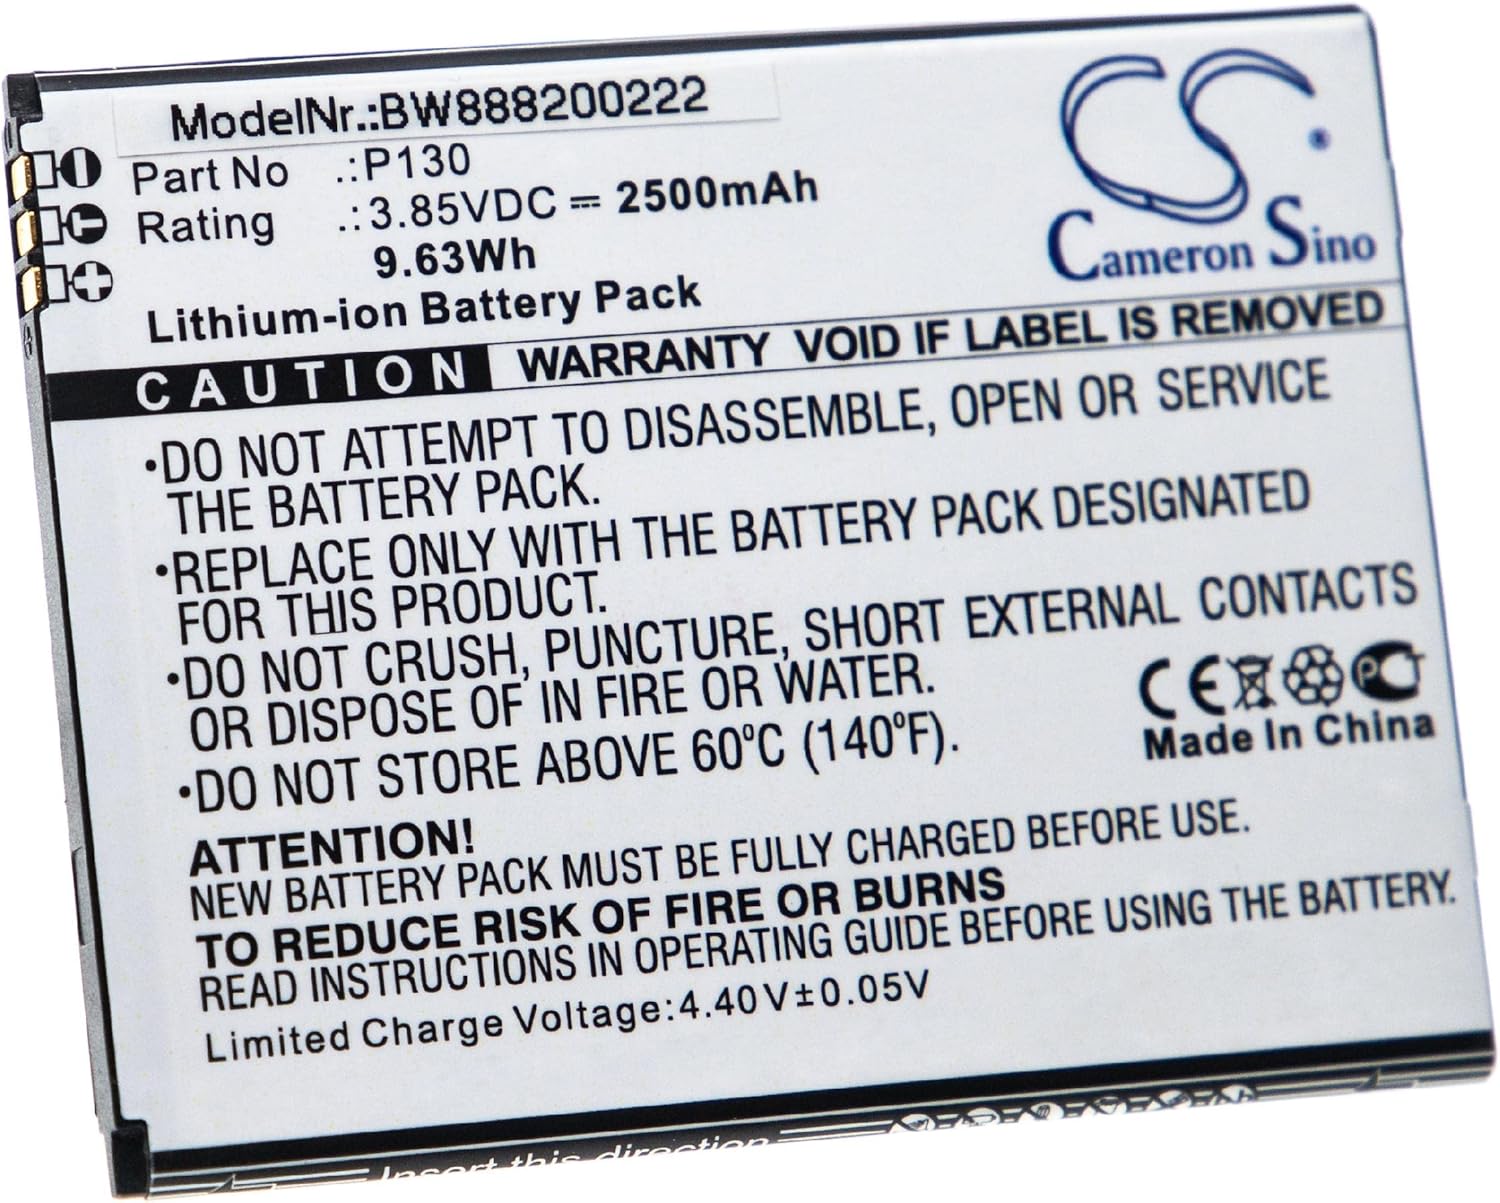 ModelNr.:BW888200222
Part No .:P130
Rating .:3.85VDC ⎓ 2500mAh
9.63Wh
Lithium-ion Battery Pack
CS
Cameron Sino
CAUTION WARRANTY VOID IF LABEL IS REMOVED
•DO NOT ATTEMPT TO DISASSEMBLE, OPEN OR SERVICE
THE BATTERY PACK.
•REPLACE ONLY WITH THE BATTERY PACK DESIGNATED
FOR THIS PRODUCT.
•DO NOT CRUSH, PUNCTURE, SHORT EXTERNAL CONTACTS
OR DISPOSE OF IN FIRE OR WATER.
•DO NOT STORE ABOVE 60°C (140°F).
CE
Made In China
ATTENTION!
NEW BATTERY PACK MUST BE FULLY CHARGED BEFORE USE.
TO REDUCE RISK OF FIRE OR BURNS
READ INSTRUCTIONS IN OPERATING GUIDE BEFORE USING THE BATTERY.
Limited Charge Voltage:4.40V±0.05V
Insert this direction